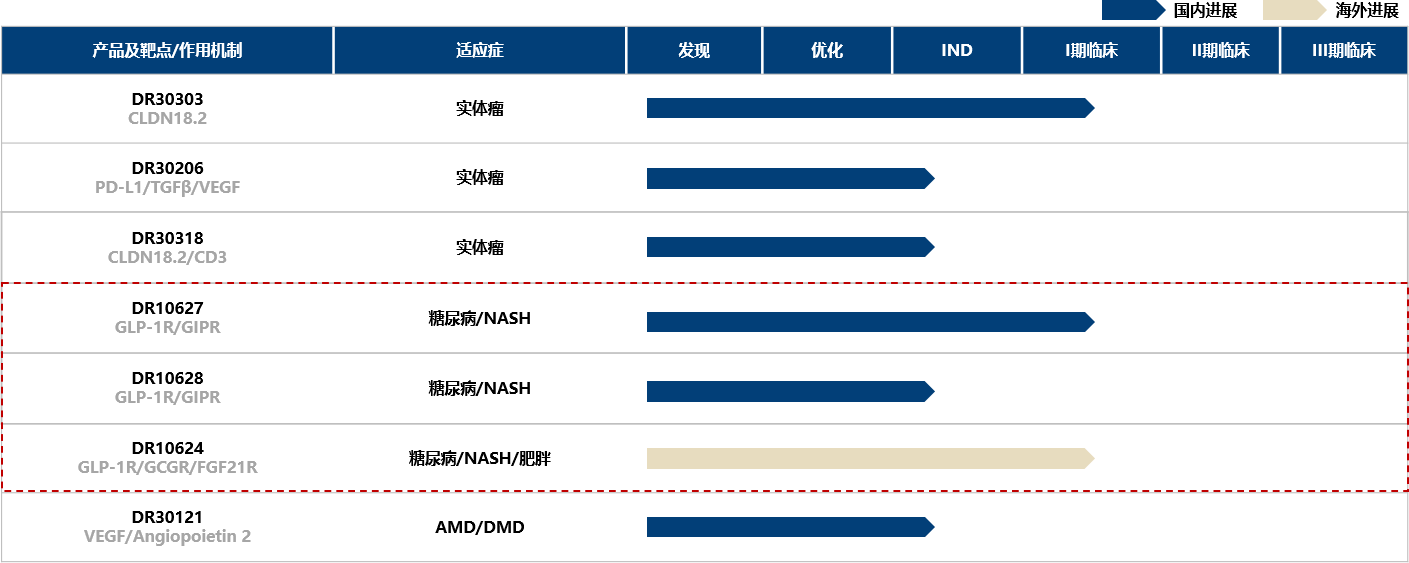 国内进展 海外进展
产品及靶点/作用机制 适应症 发现 优化 IND I期临床 II期临床 III期临床
DR30303
CLDN18.2
实体瘤
DR30206
PD-L1/TGFβ/VEGF
实体瘤
DR30318
CLDN18.2/CD3
实体瘤
DR10627
GLP-1R/GIPR
糖尿病/NASH
DR10628
GLP-1R/GIPR
糖尿病/NASH
DR10624
GLP-1R/GCGR/FGF21R
糖尿病/NASH/肥胖
DR30121
VEGF/Angiopoietin 2
AMD/DMD